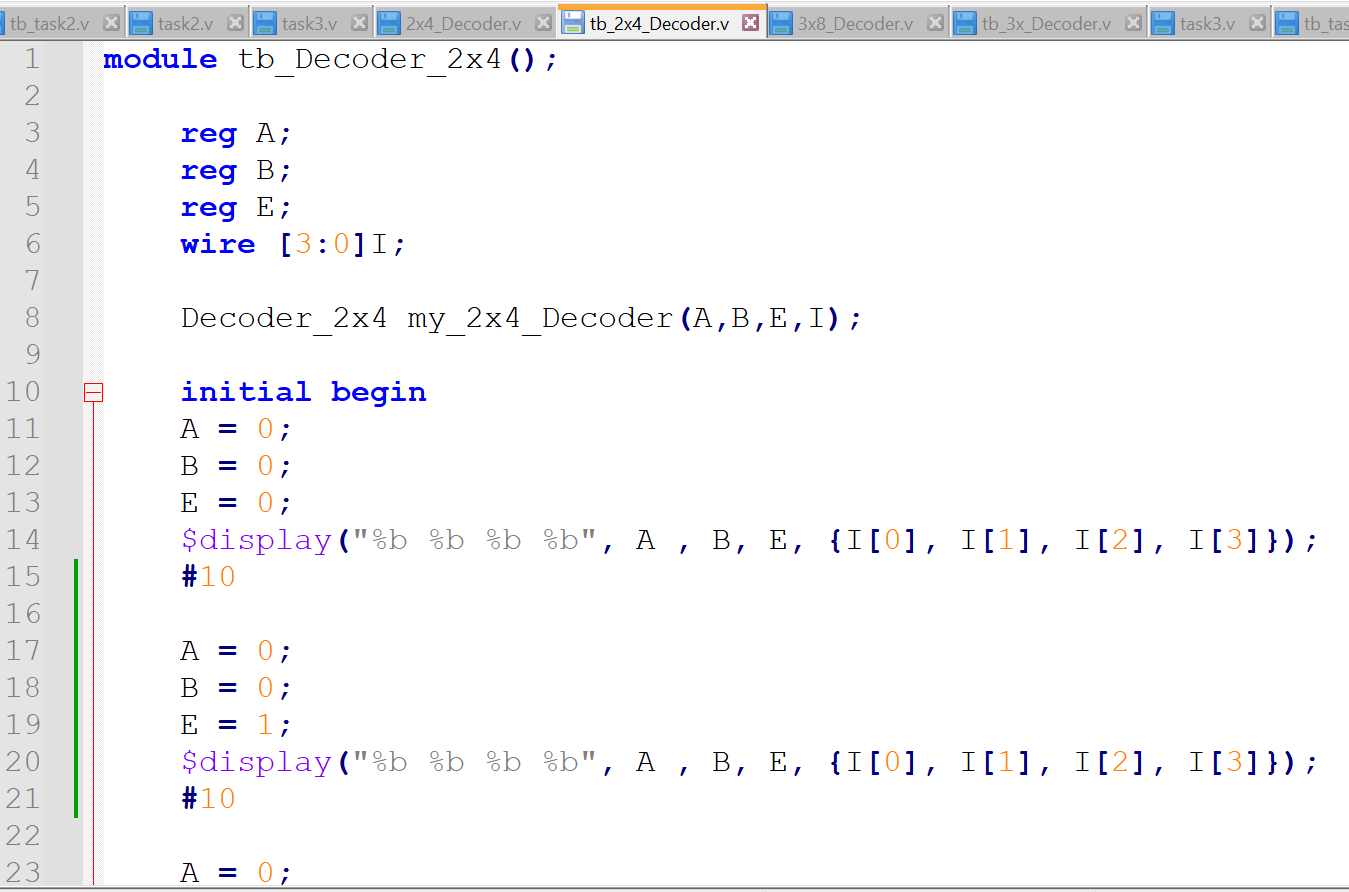 tb_task2.v task2.v task3.v 2x4_Decoder.v tb_2x4_Decoder.v 3x8_Decoder.v tb_3x_Decoder.v task3.v tb_tas
1 module tb_Decoder_2x4();
2
3 reg A;
4 reg B;
5 reg E;
6 wire [3:0]I;
7
8 Decoder_2x4 my_2x4_Decoder(A,B,E,I);
9
10 initial begin
11 A = 0;
12 B = 0;
13 E = 0;
14 $display("%b %b %b %b", A , B, E, {I[0], I[1], I[2], I[3]});
15 #10
16
17 A = 0;
18 B = 0;
19 E = 1;
20 $display("%b %b %b %b", A , B, E, {I[0], I[1], I[2], I[3]});
21 #10
22
23 A = 0;